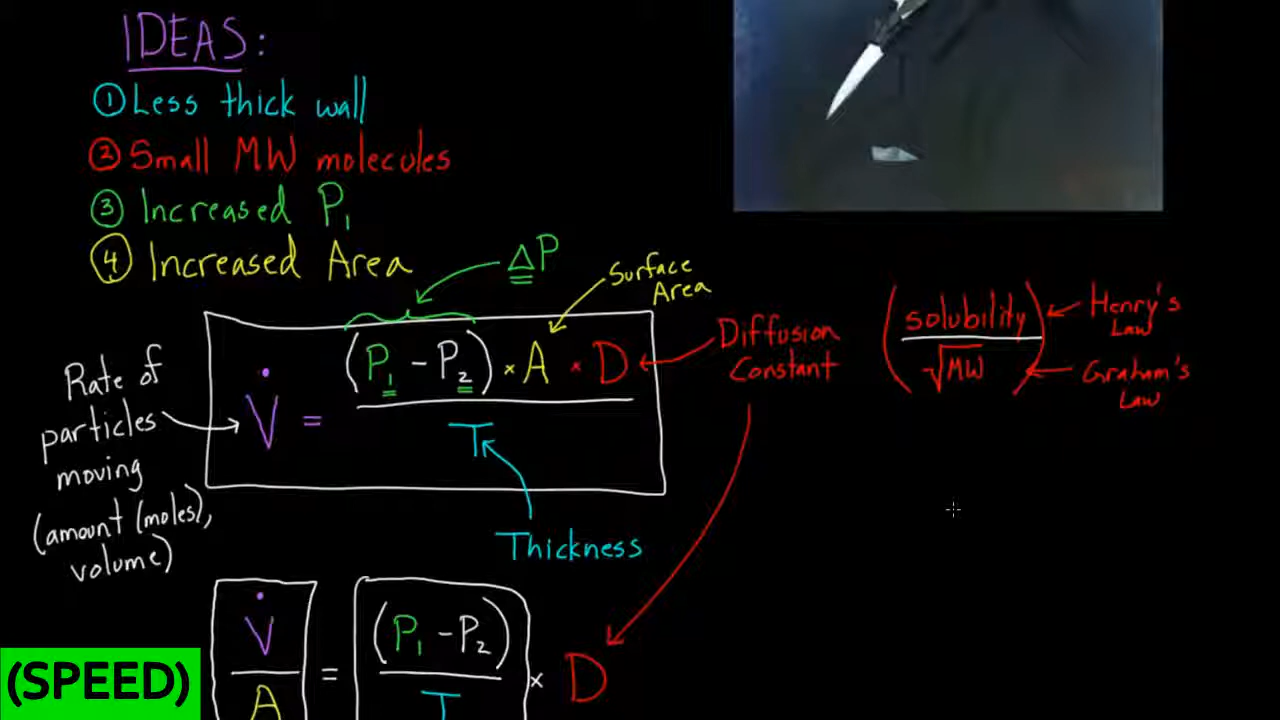 IDEAS:
① Less thick wall
② Small MW molecules
③ Increased P₁
④ Increased Area
ΔP
Surface
Area
Rate of
particles
moving
(amount (moles),
volume)
V̇ = (P₁ - P₂) × A × D
T
Thickness
Diffusion
Constant
(solubility)
√MW
Henry's
Law
Graham's
Law
V̇
A
=
(P₁ - P₂)
T
× D
(SPEED)